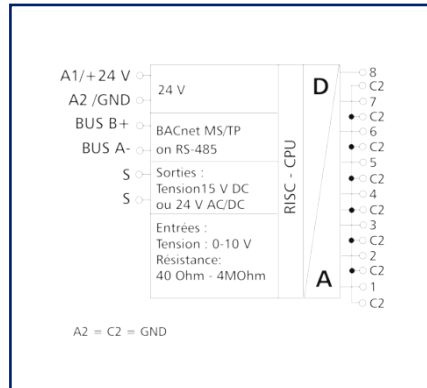 A1/+24 V
A2 /GND
BUS B+
BUS A-
S
S
24 V
BACnet MS/TP
on RS-485
Sorties :
Tension15 V DC
ou 24 V AC/DC
Entrées :
Tension : 0-10 V
Résistance:
40 Ohm - 4MOhm
RISC - CPU
D
A
8
C2
7
C2
6
C2
5
C2
4
C2
3
C2
2
C2
1
C2
A2 = C2 = GND